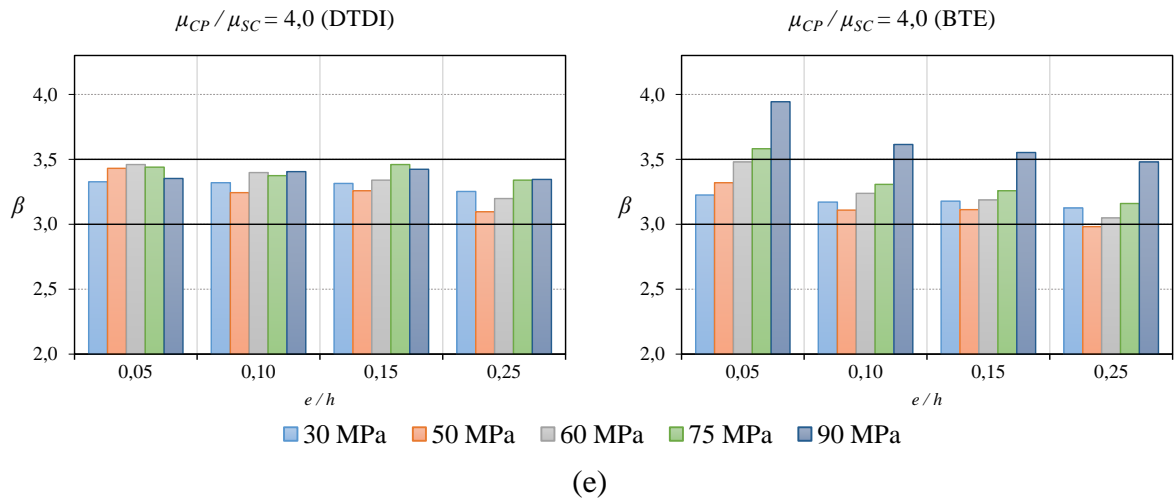 μCP / μSC = 4,0 (DTDI)
4,0
3,5
β
3,0
2,5
2,0
0,05 0,10 0,15 0,25
e / h
μCP / μSC = 4,0 (BTE)
4,0
3,5
β
3,0
2,5
2,0
0,05 0,10 0,15 0,25
e / h
30 MPa 50 MPa 60 MPa 75 MPa 90 MPa
(e)